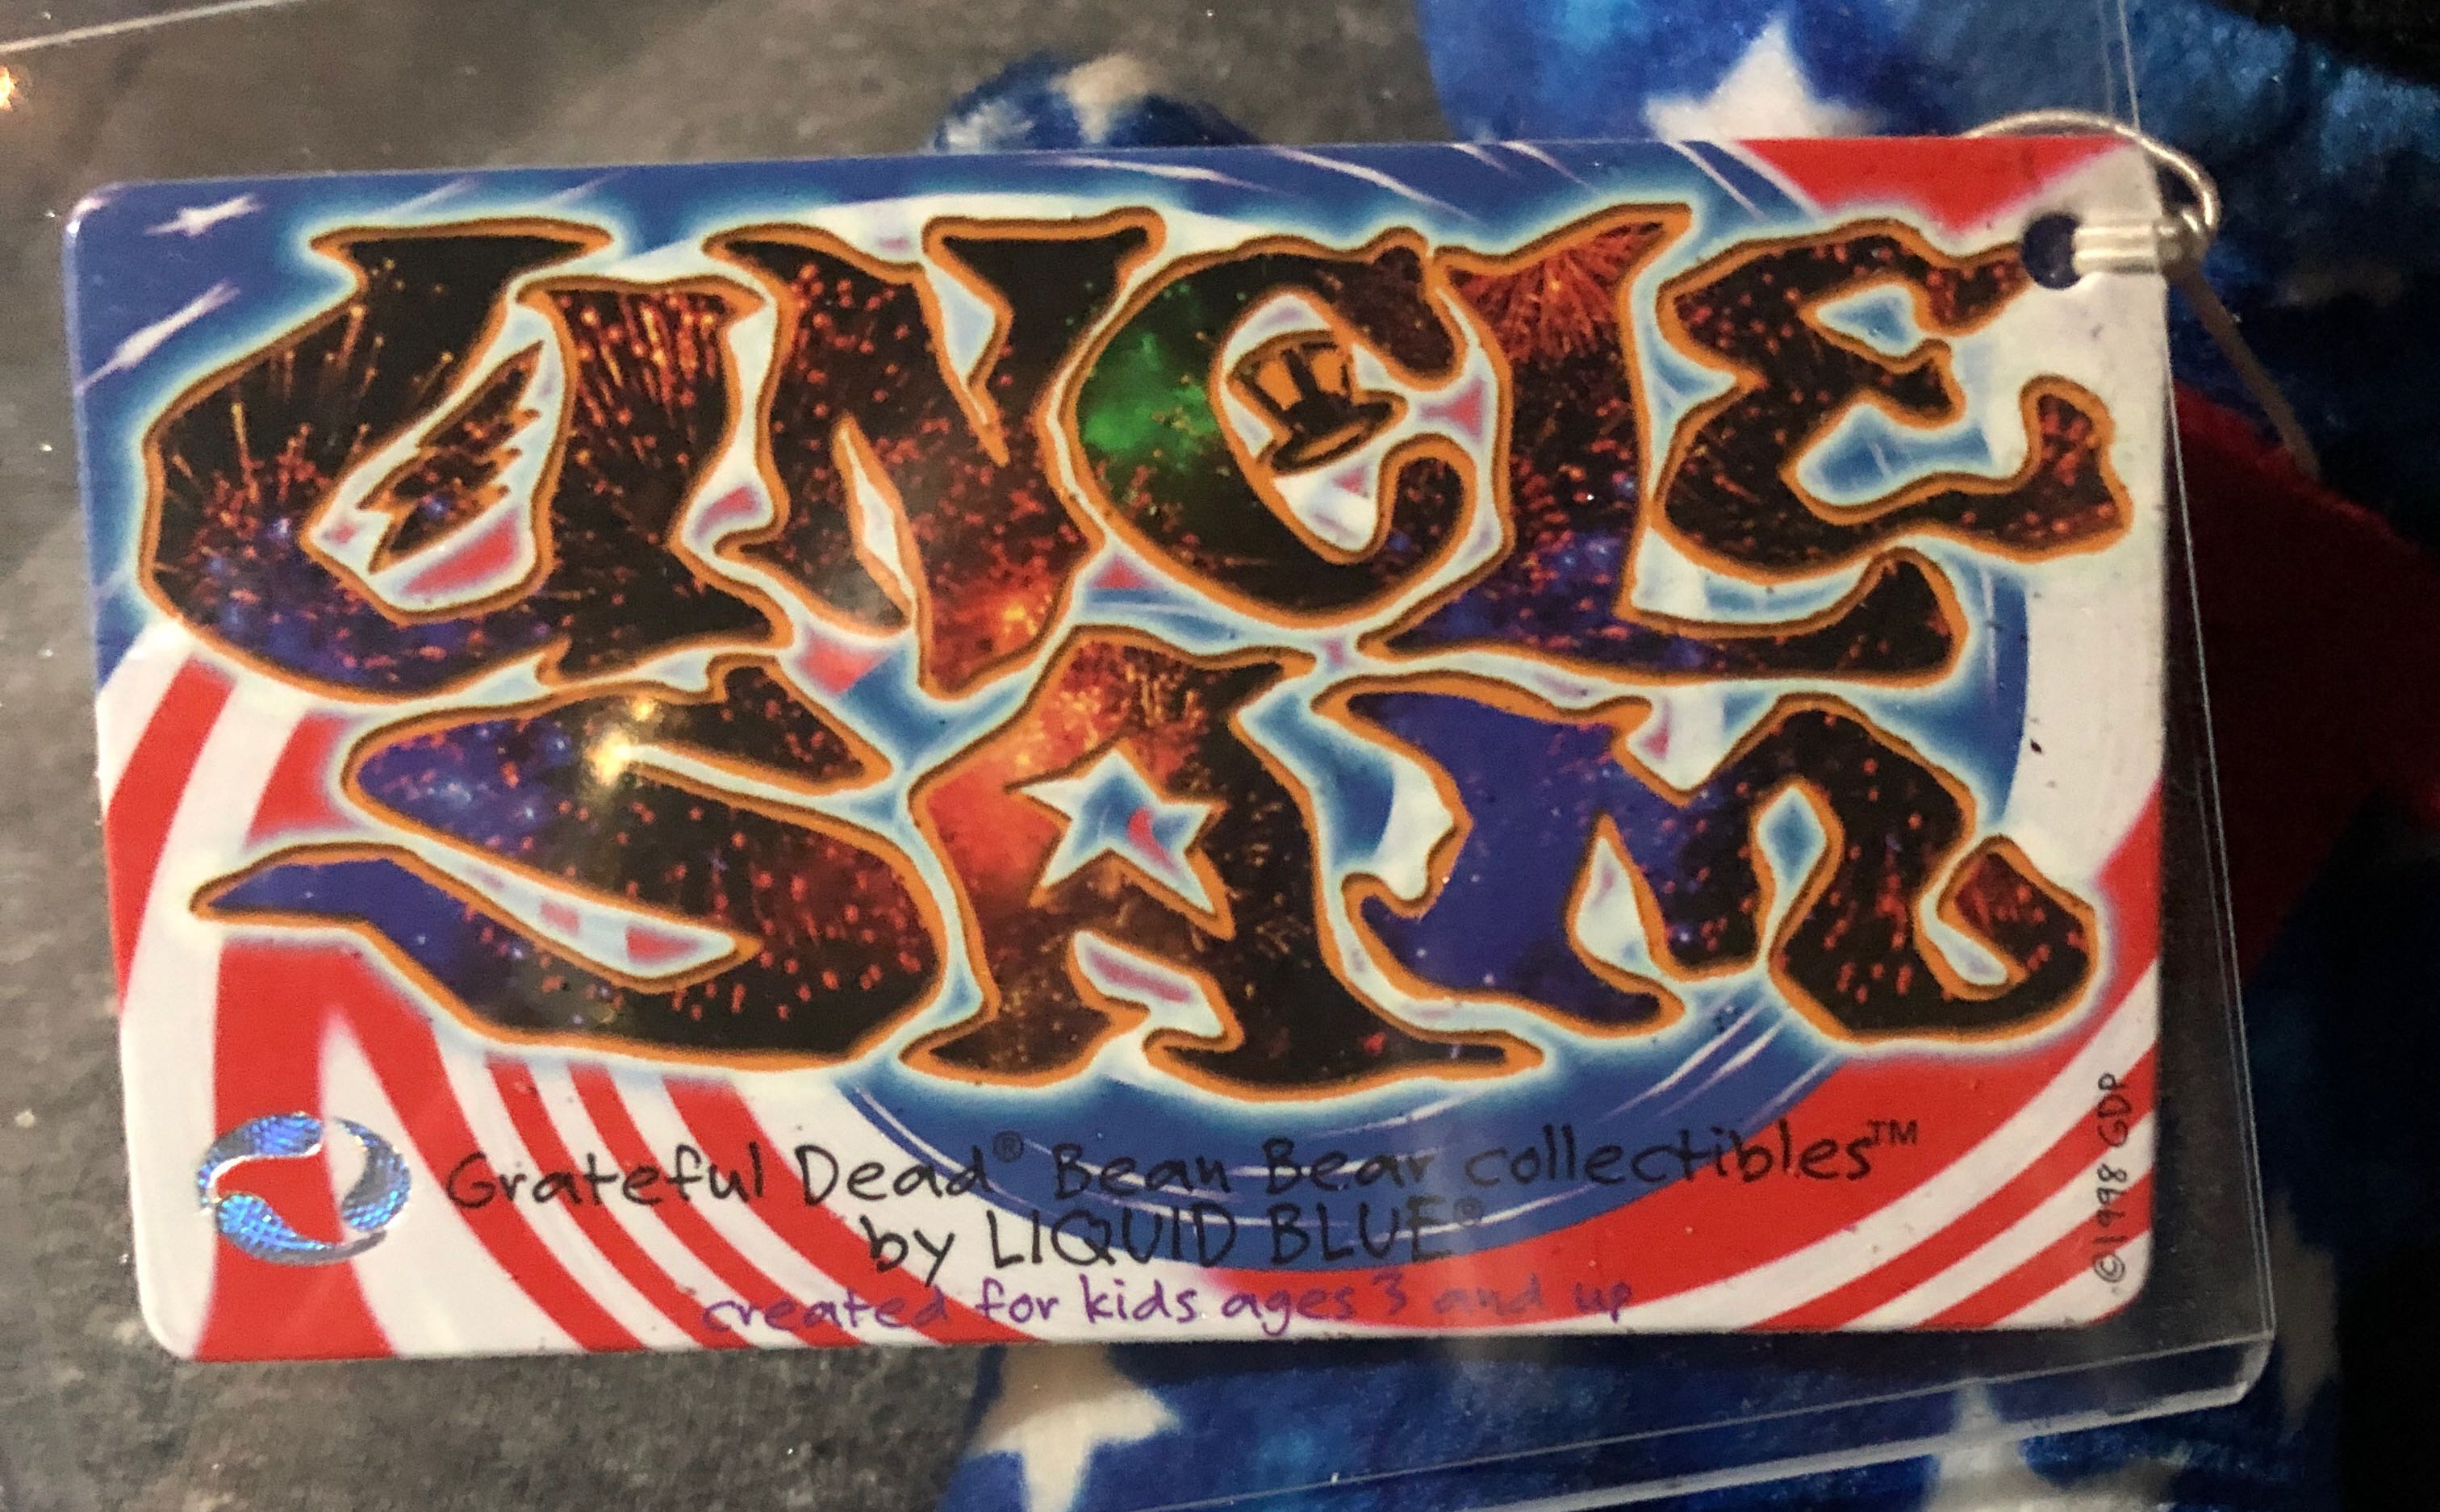 UNCLE
SAM
Grateful Dead® Bean Bear collectibles™
by LIQUID BLUE®
created for kids ages 3 and up
©1998 GDP